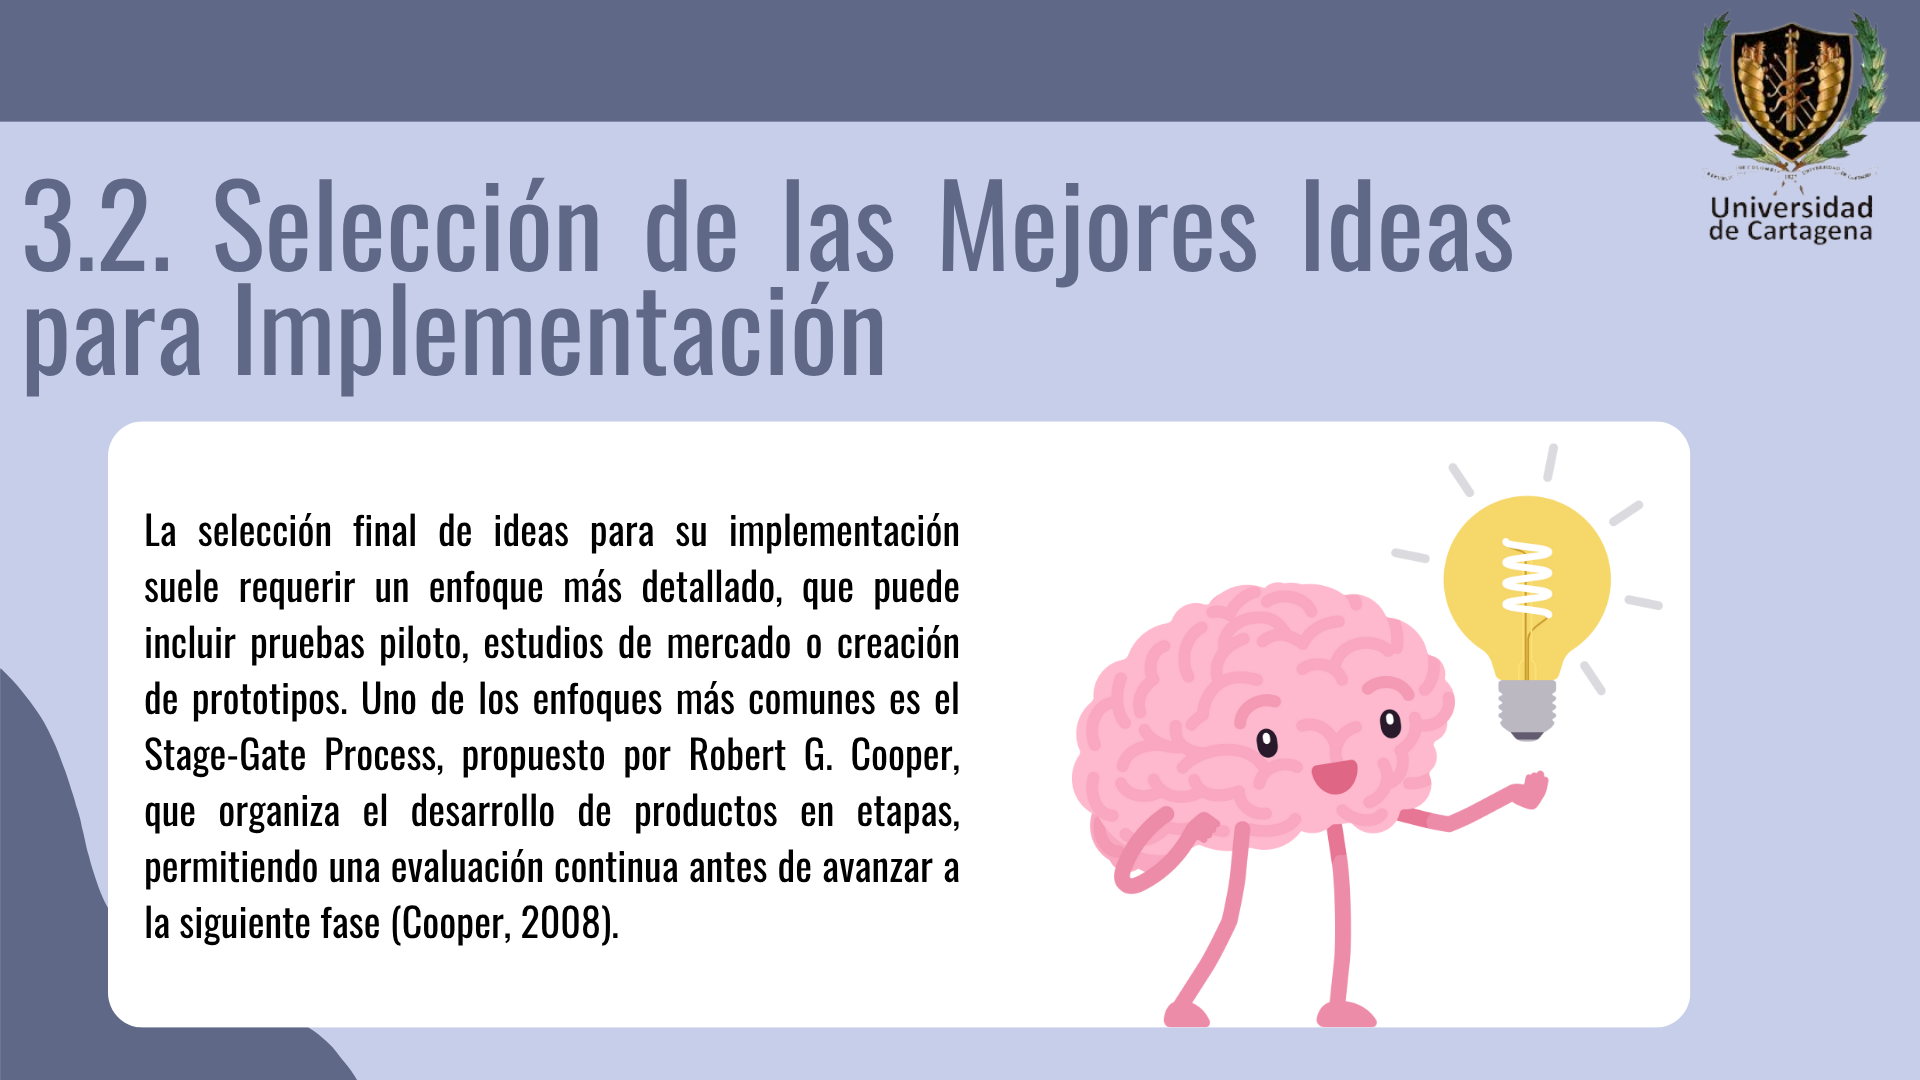 3.2. Selección de las Mejores Ideas
para Implementación
Universidad
de Cartagena
La selección final de ideas para su implementación
suele requerir un enfoque más detallado, que puede
incluir pruebas piloto, estudios de mercado o creación
de prototipos. Uno de los enfoques más comunes es el
Stage-Gate Process, propuesto por Robert G. Cooper,
que organiza el desarrollo de productos en etapas,
permitiendo una evaluación continua antes de avanzar a
la siguiente fase (Cooper, 2008).